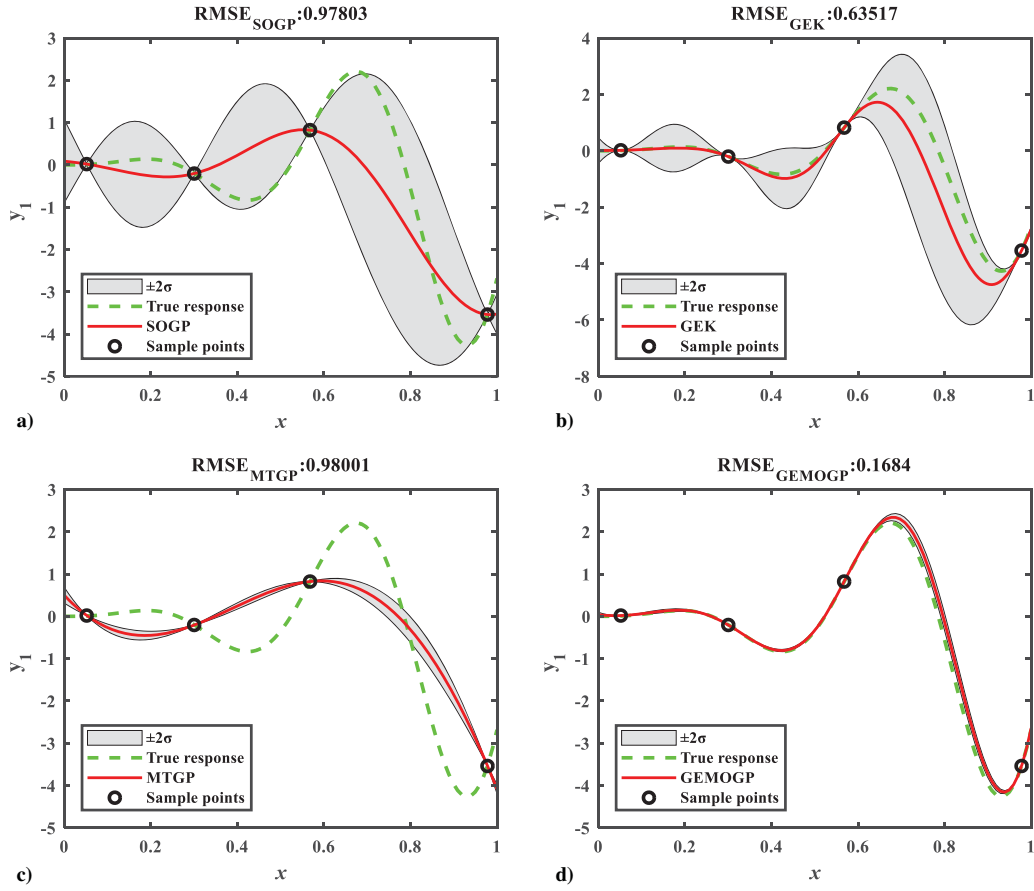 RMSE_SOGP:0.97803
3
2
1
0
-1
-2
-3
-4
-5
y_1
±2σ
True response
SOGP
Sample points
0 0.2 0.4 0.6 0.8 1
x
a)
RMSE_GEK:0.63517
4
2
0
-2
-4
-6
-8
y_1
±2σ
True response
GEK
Sample points
0 0.2 0.4 0.6 0.8 1
x
b)
RMSE_MTGP:0.98001
3
2
1
0
-1
-2
-3
-4
-5
y_1
±2σ
True response
MTGP
Sample points
0 0.2 0.4 0.6 0.8 1
x
c)
RMSE_GEMOGP:0.1684
3
2
1
0
-1
-2
-3
-4
-5
y_1
±2σ
True response
GEMOGP
Sample points
0 0.2 0.4 0.6 0.8 1
x
d)